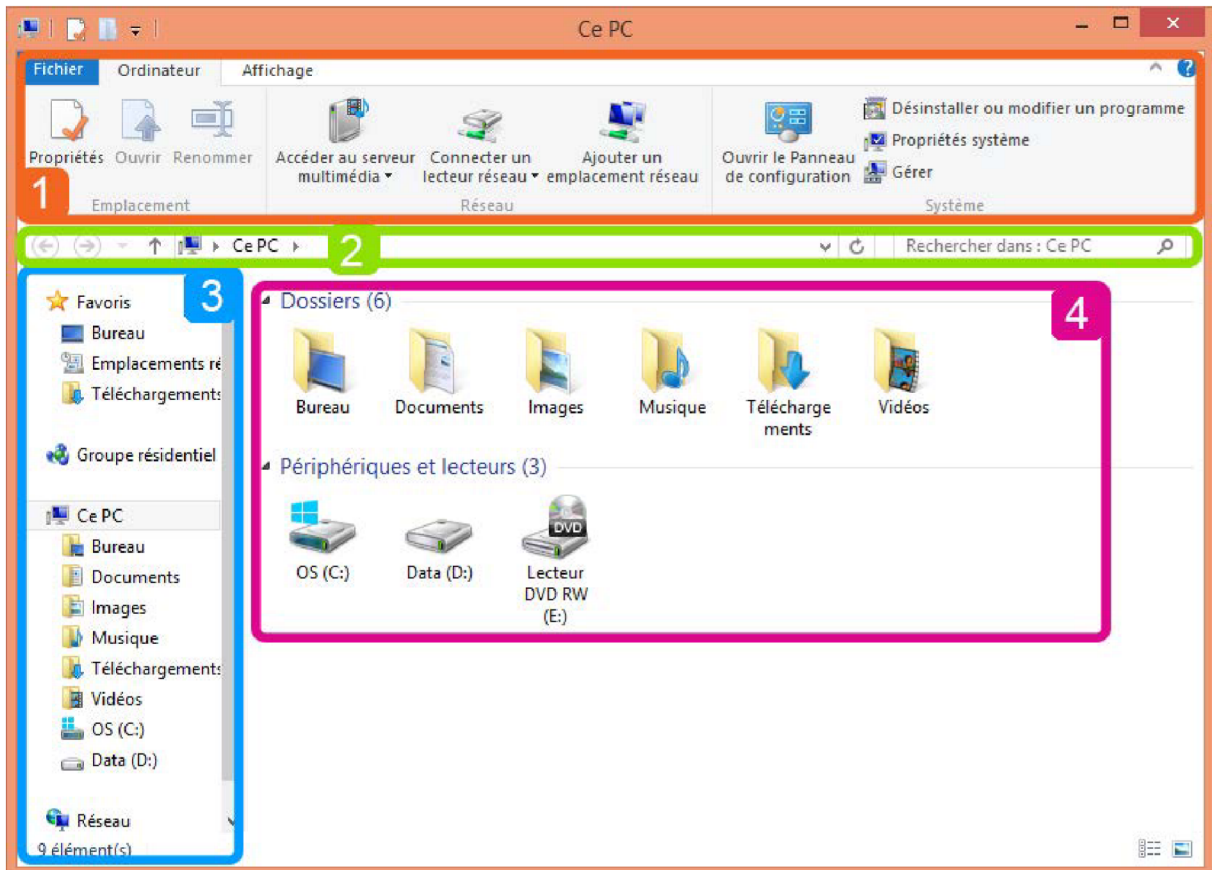 Ce PC
Fichier Ordinateur Affichage
Propriétés Ouvrir Renommer
Accéder au serveur multimédia
Connecter un lecteur réseau
Ajouter un emplacement réseau
Ouvrir le Panneau de configuration
Désinstaller ou modifier un programme
Propriétés système
Gérer
1
Emplacement Réseau Système
Ce PC
2
Rechercher dans : Ce PC
3
Favoris
Bureau
Emplacements ré
Téléchargements
Groupe résidentiel
Ce PC
Bureau
Documents
Images
Musique
Téléchargements
Vidéos
OS (C:)
Data (D:)
Réseau
9 élément(s)
4
Dossiers (6)
Bureau
Documents
Images
Musique
Télécharge
ments
Vidéos
Périphériques et lecteurs (3)
OS (C:)
Data (D:)
DVD
Lecteur
DVD RW
(E:)